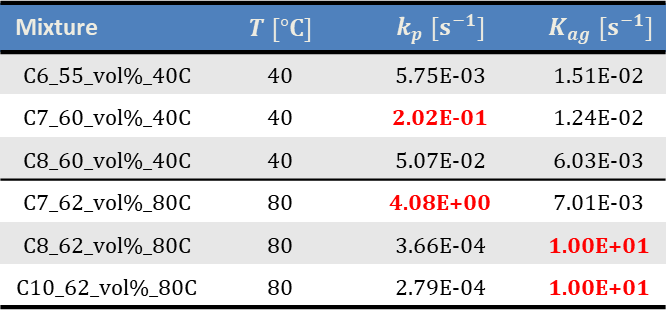 Mixture T [°C] k_p [s⁻¹] K_ag [s⁻¹]
C6_55_vol%_40C 40 5.75E-03 1.51E-02
C7_60_vol%_40C 40 2.02E-01 1.24E-02
C8_60_vol%_40C 40 5.07E-02 6.03E-03
C7_62_vol%_80C 80 4.08E+00 7.01E-03
C8_62_vol%_80C 80 3.66E-04 1.00E+01
C10_62_vol%_80C 80 2.79E-04 1.00E+01